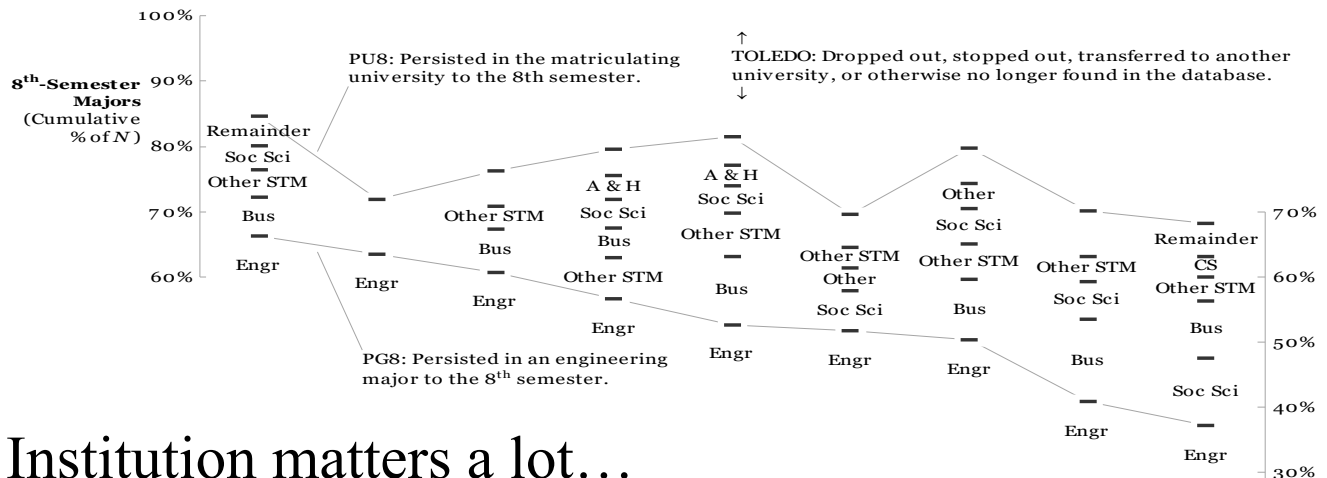 100%
90%
80%
70%
60%
8th-Semester
Majors
(Cumulative
% of N)
PU8: Persisted in the matriculating
university to the 8th semester.
↑
TOLEDO: Dropped out, stopped out, transferred to another
university, or otherwise no longer found in the database.
↓
Remainder
Soc Sci
Other STM
Bus
Engr
Engr
Other STM
Bus
Engr
A & H
Soc Sci
Bus
Other STM
Engr
A & H
Soc Sci
Other STM
Bus
Engr
Other STM
Other
Soc Sci
Engr
Other
Soc Sci
Other STM
Bus
Engr
Other STM
Soc Sci
Bus
Engr
Remainder
CS
Other STM
Bus
Soc Sci
Engr
70%
60%
50%
40%
30%
PG8: Persisted in an engineering
major to the 8th semester.
Institution matters a lot…